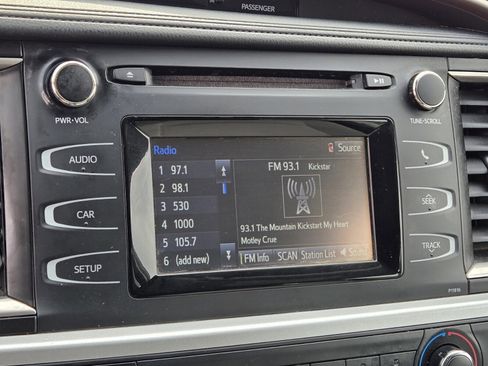 PASSENGER
PWR•VOL
TUNE•SCROLL
AUDIO
CAR
SETUP
SEEK
TRACK
Radio
Source
1 97.1
2 98.1
3 530
4 1000
5 105.7
6 (add new)
FM 93.1 Kickstar
93.1 The Mountain Kickstart My Heart
Motley Crue
FM Info SCAN Station List